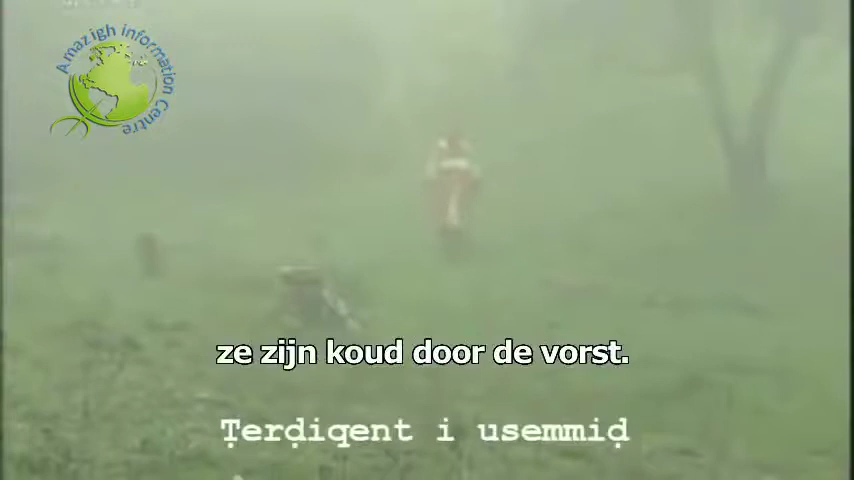 Amazigh information Centre
ze zijn koud door de vorst.
Ṭerḍiqent i usemmiḍ